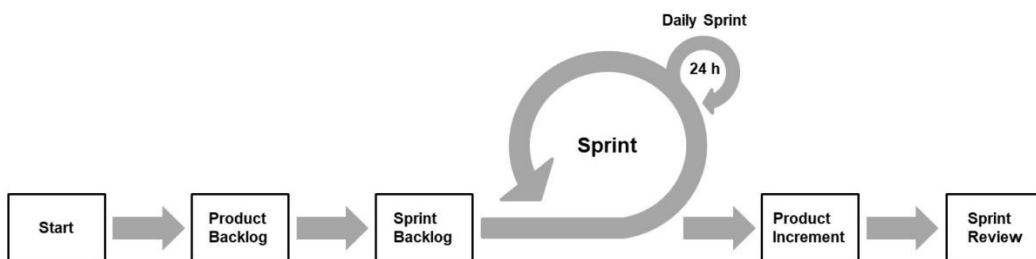 Daily Sprint
24 h
Sprint
Start
Product
Backlog
Sprint
Backlog
Product
Increment
Sprint
Review